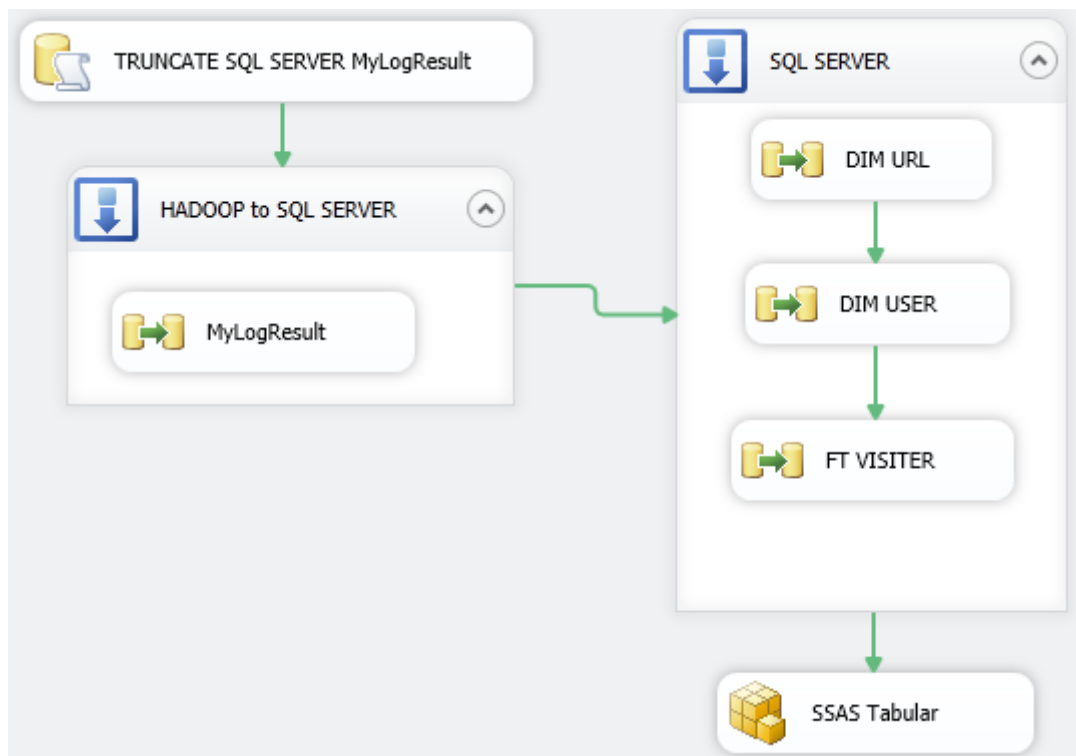 TRUNCATE SQL SERVER MyLogResult
HADOOP to SQL SERVER
MyLogResult
SQL SERVER
DIM URL
DIM USER
FT VISITER
SSAS Tabular